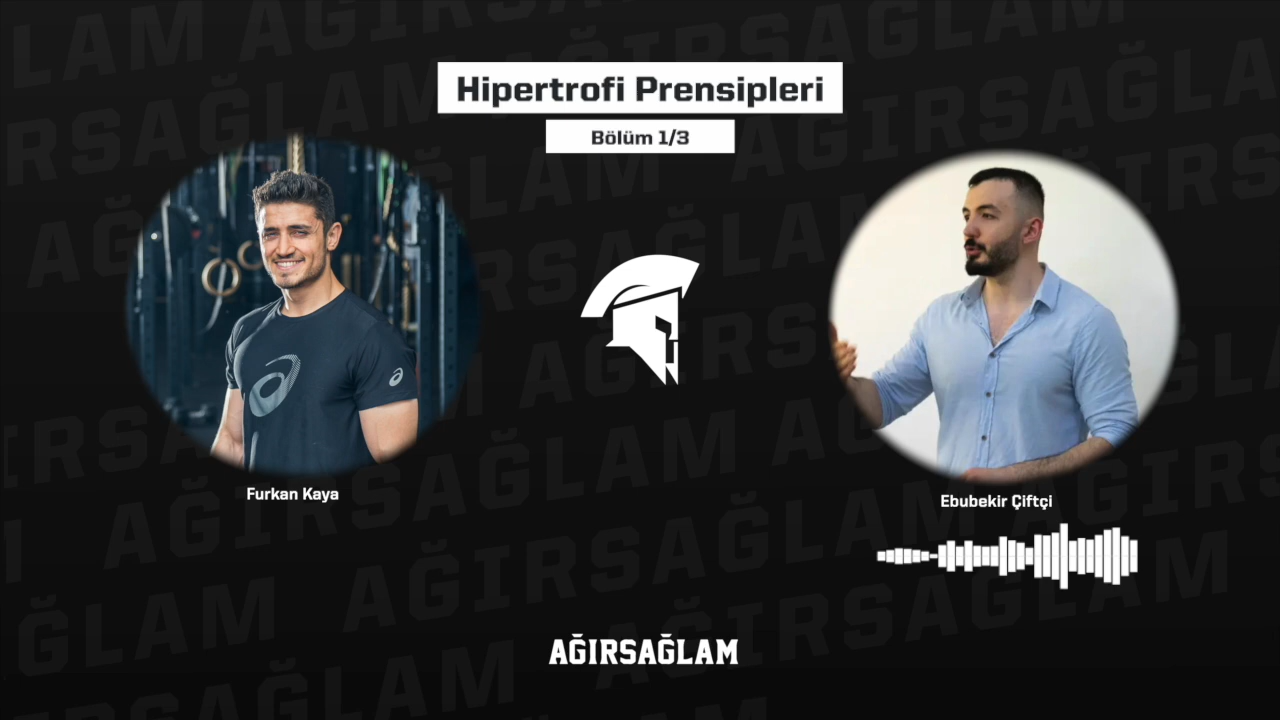 Hipertrofi Prensipleri
Bölüm 1/3
Furkan Kaya
Ebubekir Çiftçi
AĞIRSAĞLAM